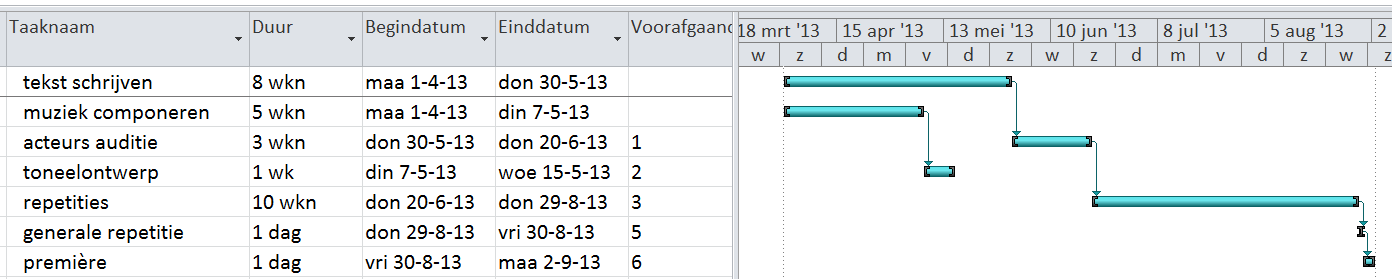 Taaknaam Duur Begindatum Einddatum Voorafgaand 18 mrt '13 15 apr '13 13 mei '13 10 jun '13 8 jul '13 5 aug '13 2
w z d m v z w d m v z d w z
tekst schrijven 8 wkn maa 1-4-13 don 30-5-13
muziek componeren 5 wkn maa 1-4-13 din 7-5-13
acteurs auditie 3 wkn don 30-5-13 don 20-6-13 1
toneelontwerp 1 wk din 7-5-13 woe 15-5-13 2
repetities 10 wkn don 20-6-13 don 29-8-13 3
generale repetitie 1 dag don 29-8-13 vri 30-8-13 5
première 1 dag vri 30-8-13 maa 2-9-13 6